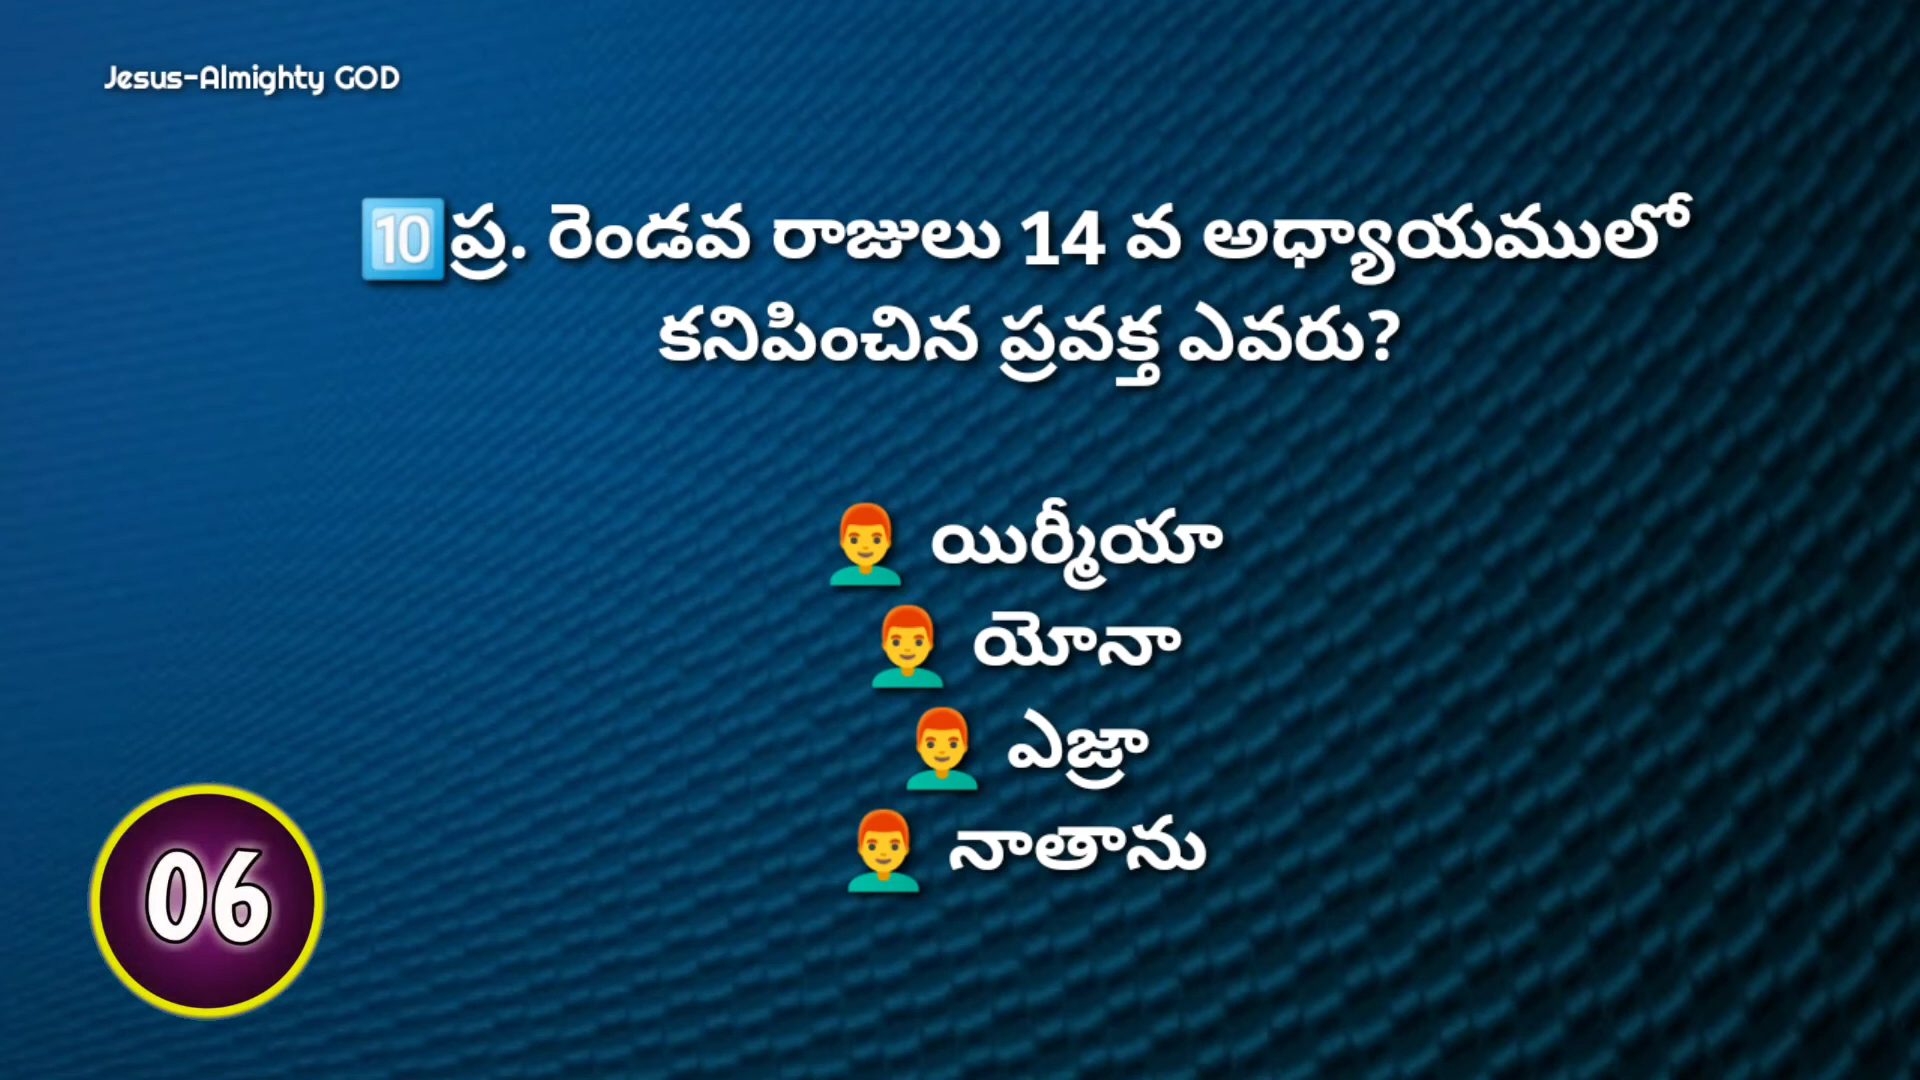 Jesus-Almighty GOD
🔟ప్ర. రెండవ రాజులు 14 వ అధ్యాయములో
కనిపించిన ప్రవక్త ఎవరు?
👨‍🦰 యిర్మీయా
👨‍🦰 యోనా
👨‍🦰 ఎజ్రా
👨‍🦰 నాతాను
06